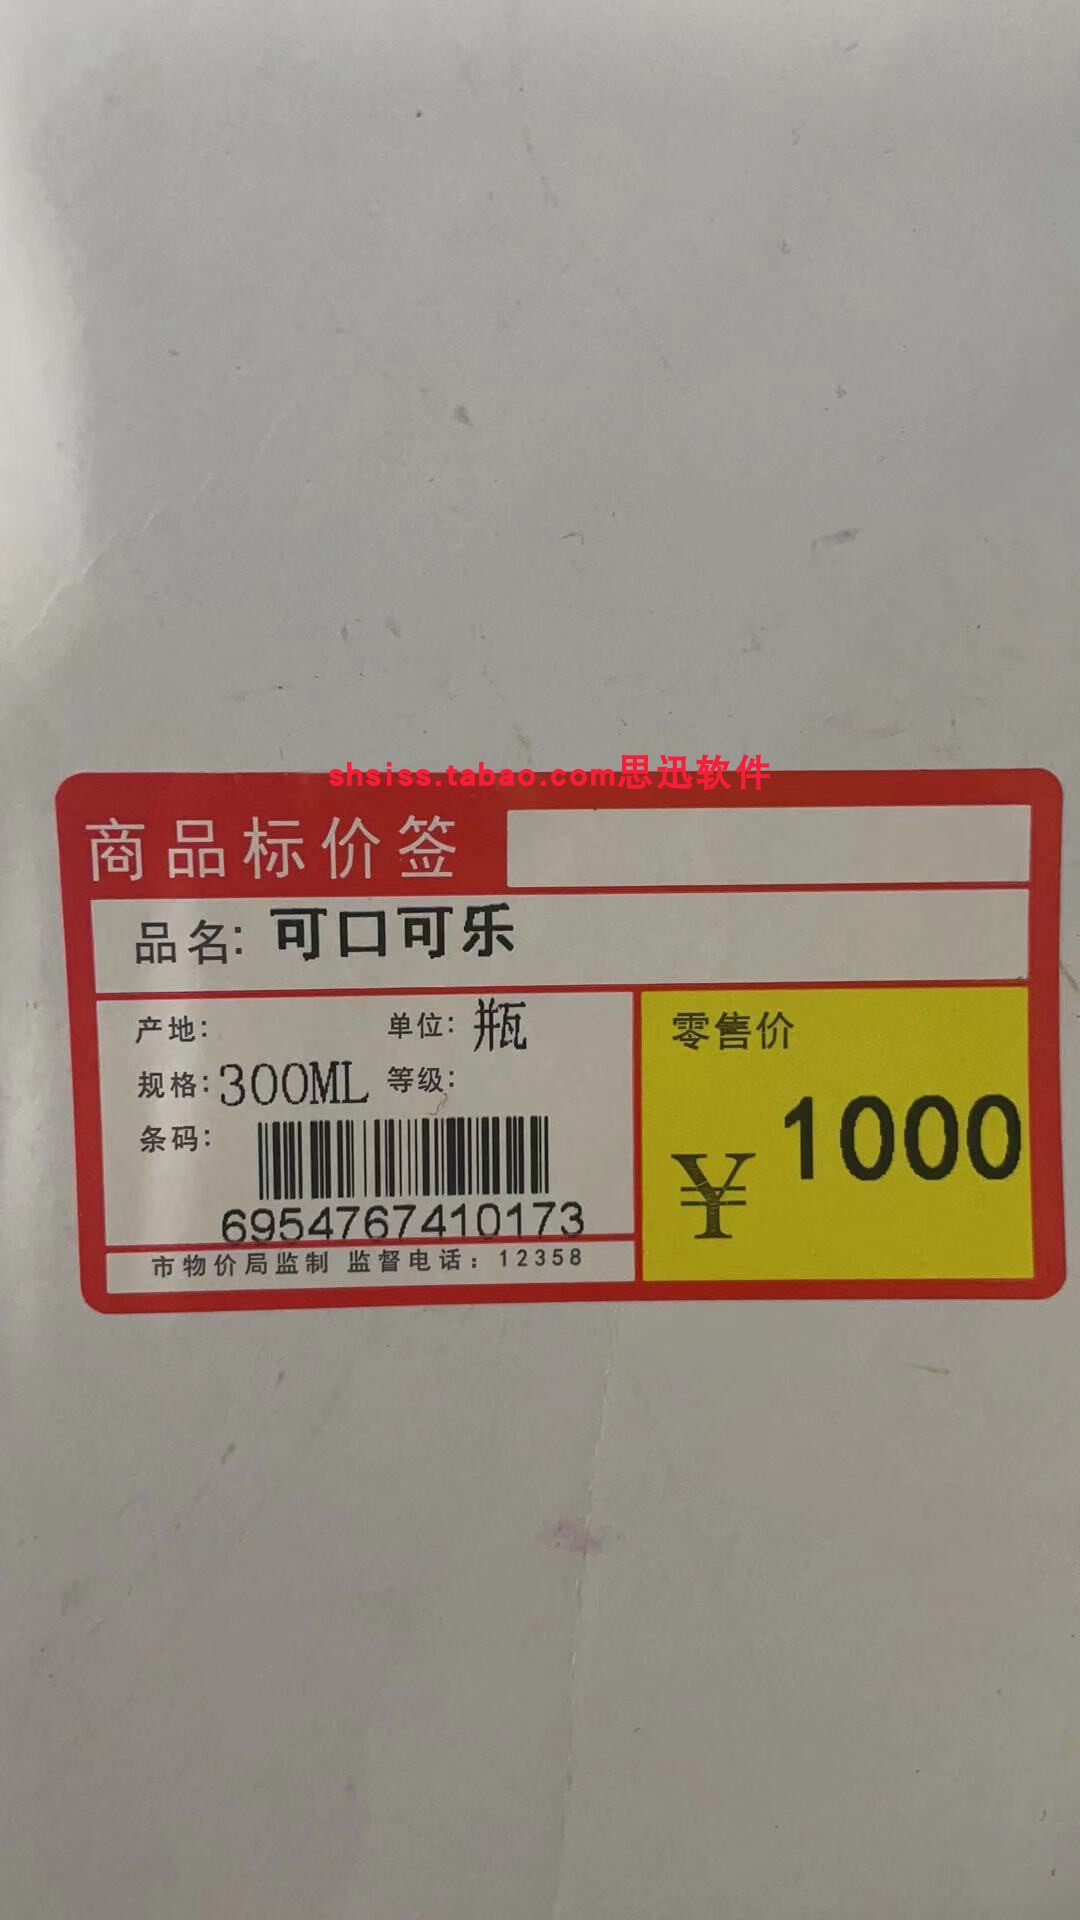 shsiss.tabao.com思迅软件
商品标价签
品名: 可口可乐
产地:
单位: 瓶
零售价
规格: 300ML 等级:
条码:
¥ 1000
6954767410173
市物价局监制 监督电话: 12358